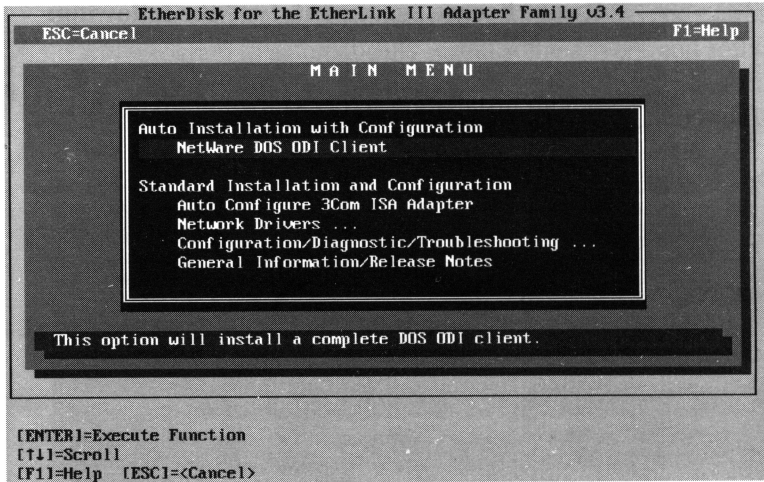 EtherDisk for the EtherLink III Adapter Family v3.4
ESC=Cancel F1=Help
MAIN MENU
Auto Installation with Configuration
NetWare DOS ODI Client
Standard Installation and Configuration
Auto Configure 3Com ISA Adapter
Network Drivers ...
Configuration/Diagnostic/Troubleshooting ...
General Information/Release Notes
This option will install a complete DOS ODI client.
[ENTER]=Execute Function
[↑↓]=Scroll
[F1]=Help [ESC]=<Cancel>